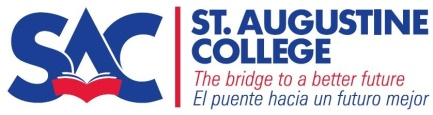 SAC
ST. AUGUSTINE
COLLEGE
The bridge to a better future
El puente hacia un futuro mejor